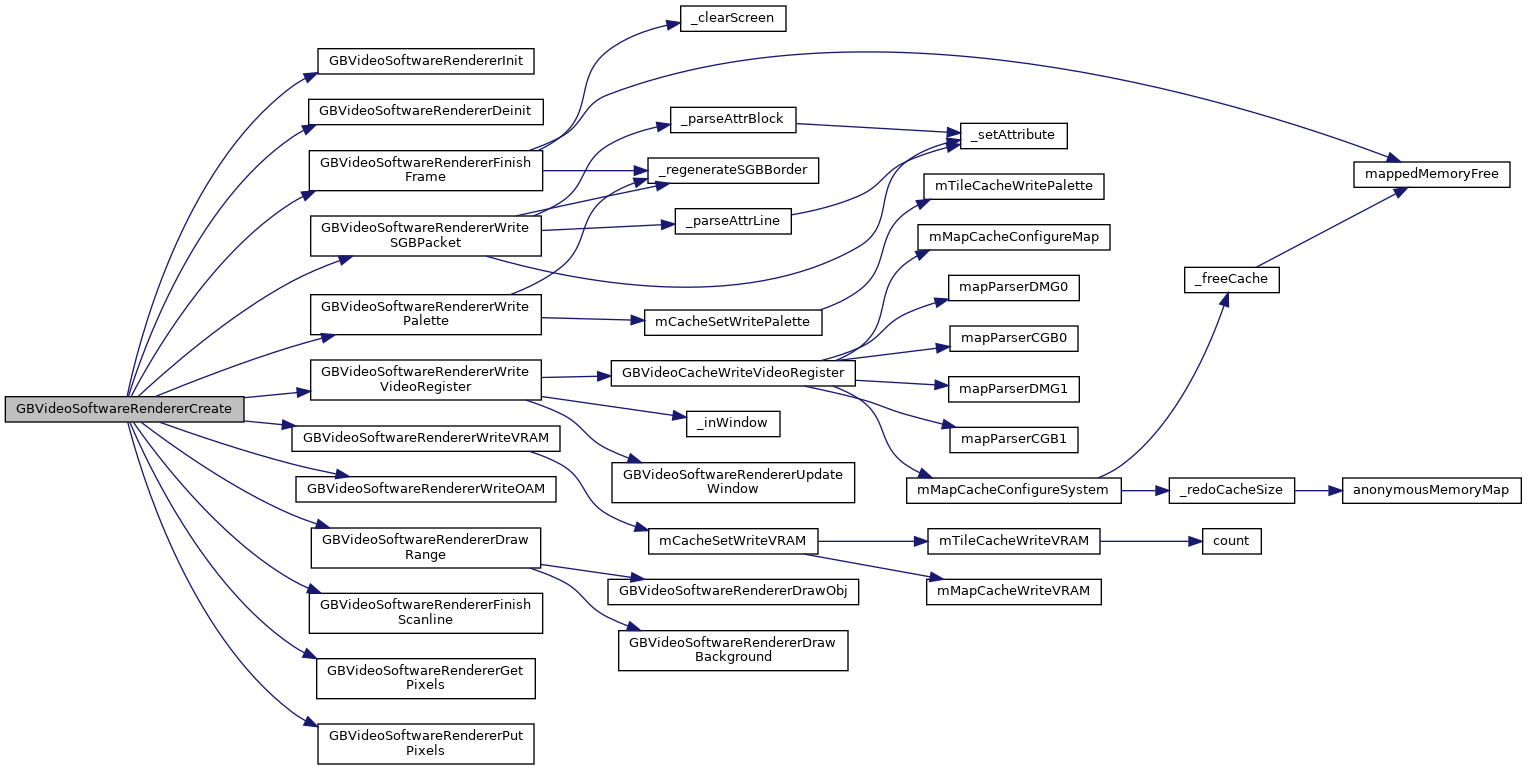 GBVideoSoftwareRendererCreate
GBVideoSoftwareRendererInit
GBVideoSoftwareRendererDeinit
GBVideoSoftwareRendererFinish
Frame
GBVideoSoftwareRendererWrite
SGBPacket
GBVideoSoftwareRendererWrite
Palette
GBVideoSoftwareRendererWrite
VideoRegister
GBVideoSoftwareRendererWriteVRAM
GBVideoSoftwareRendererWriteOAM
GBVideoSoftwareRendererDraw
Range
GBVideoSoftwareRendererFinish
Scanline
GBVideoSoftwareRendererGet
Pixels
GBVideoSoftwareRendererPut
Pixels
_clearScreen
_parseAttrBlock
_regenerateSGBBorder
_parseAttrLine
mCacheSetWritePalette
GBVideoCacheWriteVideoRegister
_inWindow
GBVideoSoftwareRendererUpdate
Window
mCacheSetWriteVRAM
GBVideoSoftwareRendererDrawObj
GBVideoSoftwareRendererDraw
Background
_setAttribute
mTileCacheWritePalette
mMapCacheConfigureMap
mapParserDMG0
mapParserCGB0
mapParserDMG1
mapParserCGB1
mMapCacheConfigureSystem
mTileCacheWriteVRAM
mMapCacheWriteVRAM
_freeCache
_redoCacheSize
count
mappedMemoryFree
anonymousMemoryMap